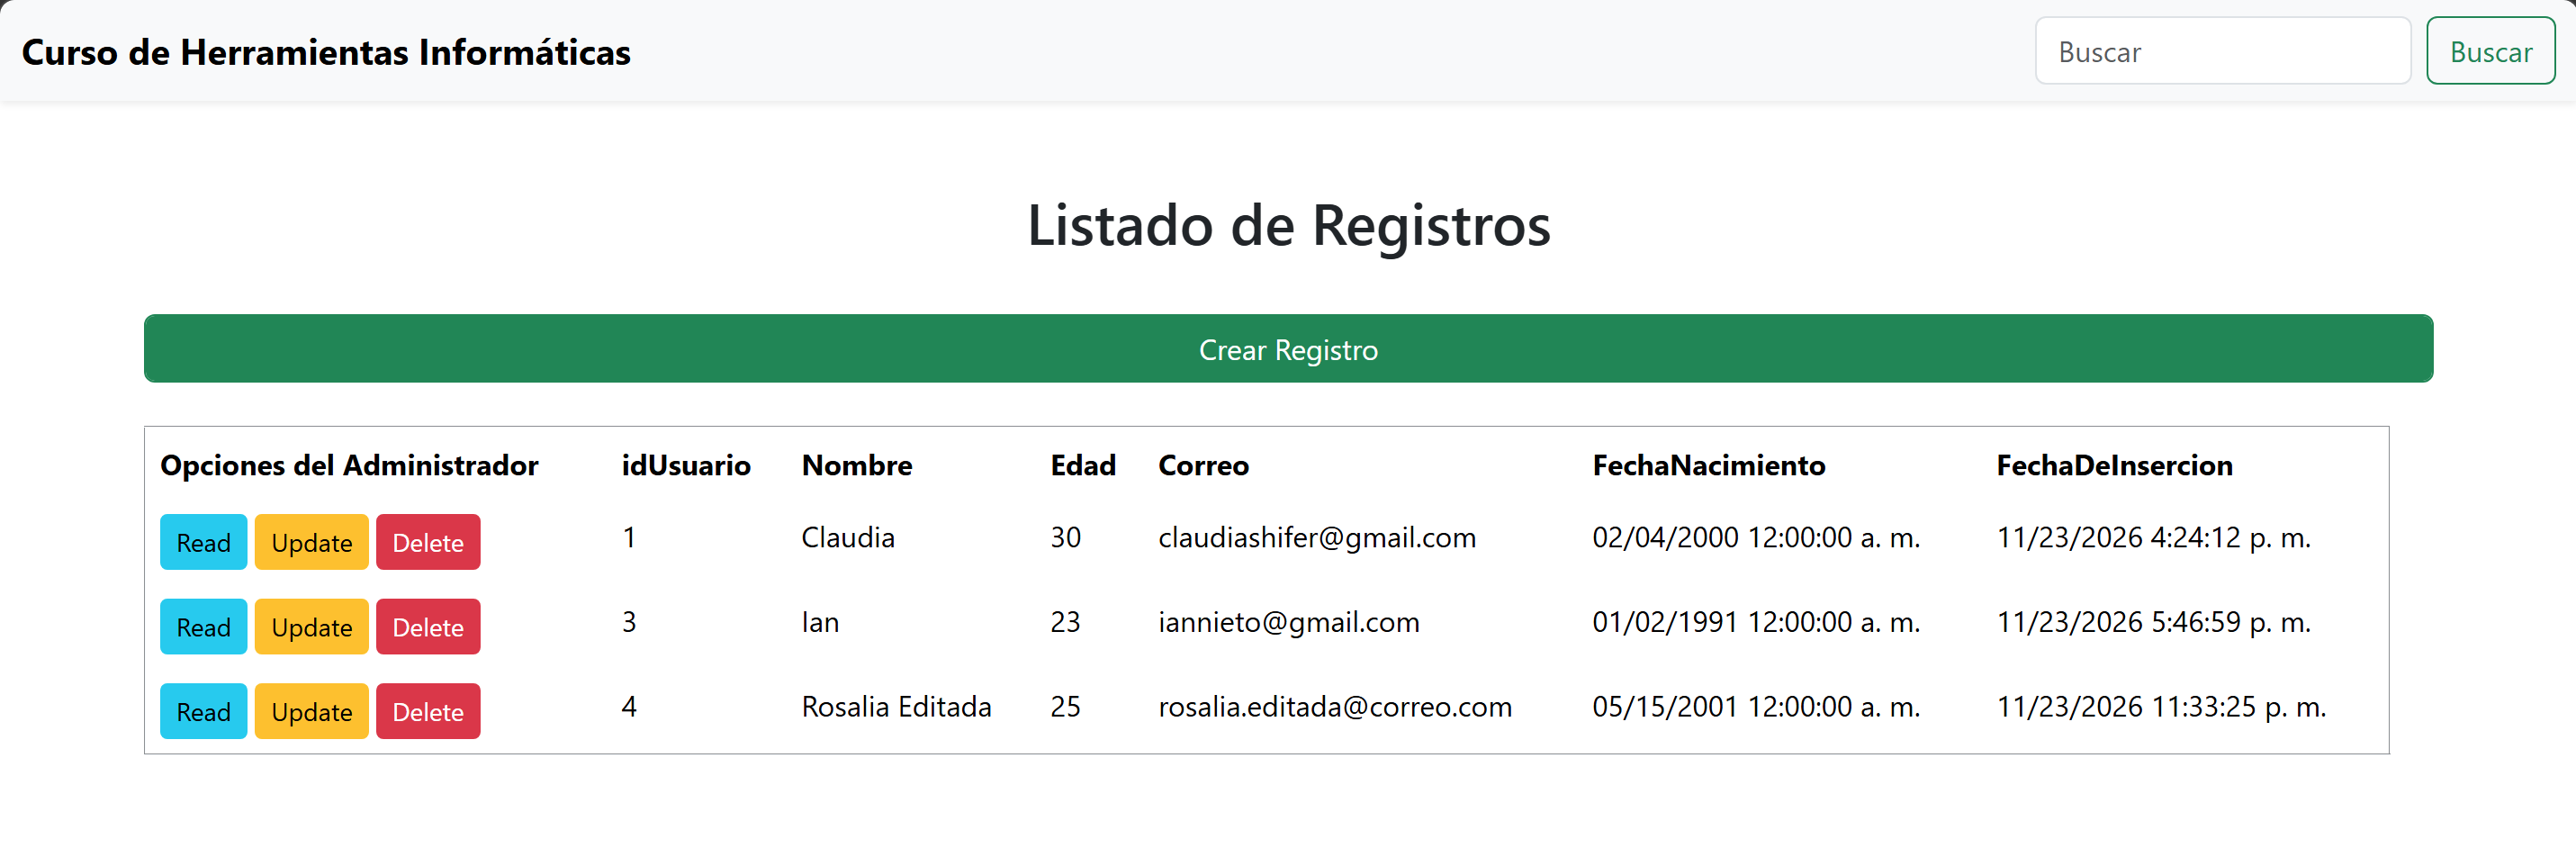 Curso de Herramientas Informáticas Buscar Buscar
Listado de Registros
Crear Registro
Opciones del Administrador idUsuario Nombre Edad Correo FechaNacimiento FechaDeInsercion
Read Update Delete 1 Claudia 30 claudiashifer@gmail.com 02/04/2000 12:00:00 a. m. 11/23/2026 4:24:12 p. m.
Read Update Delete 3 Ian 23 iannieto@gmail.com 01/02/1991 12:00:00 a. m. 11/23/2026 5:46:59 p. m.
Read Update Delete 4 Rosalia Editada 25 rosalia.editada@correo.com 05/15/2001 12:00:00 a. m. 11/23/2026 11:33:25 p. m.